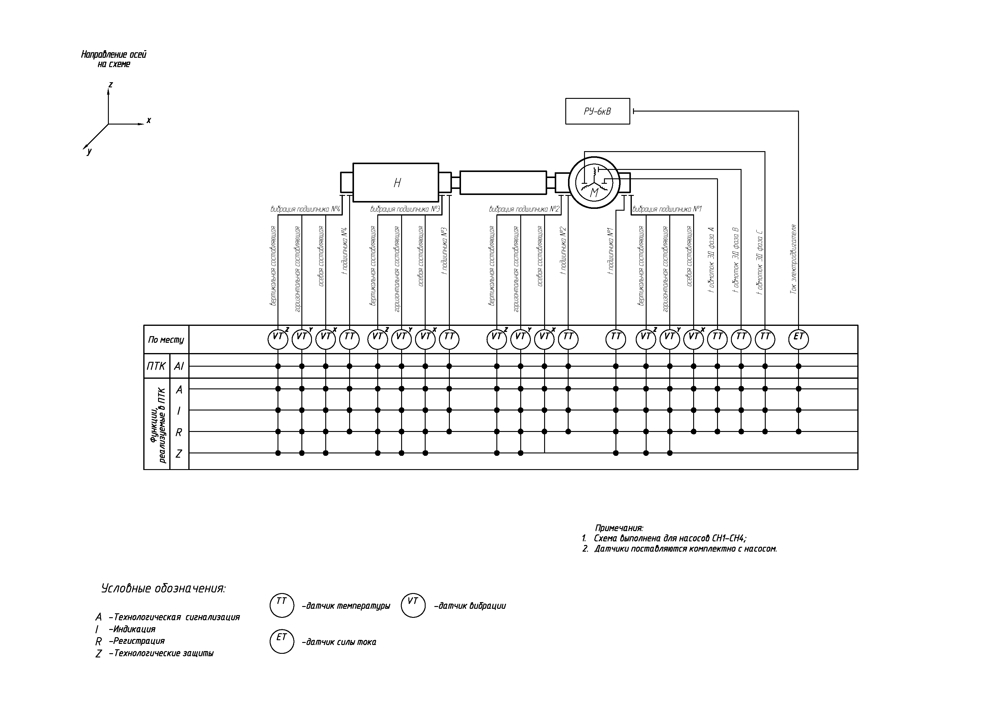 Направление осей
на схеме
z
x
y
РУ-6кВ
Н
М
вибрация подшипника №4
вибрация подшипника №3
вибрация подшипника №2
вибрация подшипника №1
вертикальная составляющая
горизонтальная составляющая
осевая составляющая
t подшипника №4
вертикальная составляющая
горизонтальная составляющая
осевая составляющая
t подшипника №3
вертикальная составляющая
горизонтальная составляющая
осевая составляющая
t подшипника №2
t подшипника №1
вертикальная составляющая
горизонтальная составляющая
осевая составляющая
t обмоток ЭД фаза А
t обмоток ЭД фаза В
t обмоток ЭД фаза С
Ток электродвигателя
По месту
VT Z VT Y VT X TT VT Z VT Y VT X TT VT Z VT Y VT X TT TT VT Z VT Y VT X TT TT TT ET
ПТК AI
Функции,
реализуемые в ПТК
A
I
R
Z
Примечания:
1. Схема выполнена для насосов СН1-СН4;
2. Датчики поставляются комплектно с насосом.
Условные обозначения:
A -Технологическая сигнализация
I -Индикация
R -Регистрация
Z -Технологические защиты
TT -датчик температуры
VT -датчик вибрации
ET -датчик силы тока